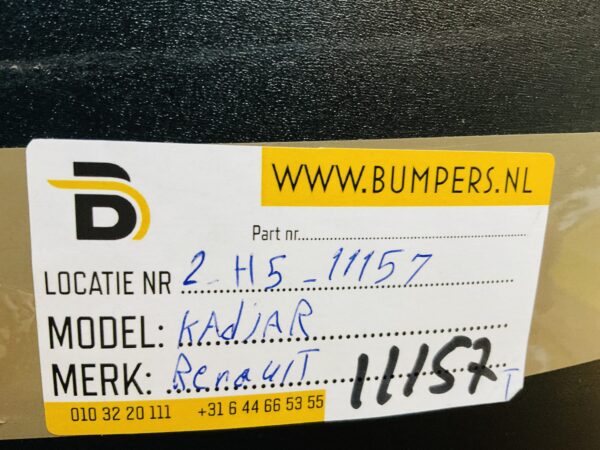 WWW.BUMPERS.NL
Part nr.
LOCATIE NR 2-H5-11157
MODEL: KAdjAR
MERK: RenaulT
11157 T
010 32 20 111 +31 6 44 66 53 55